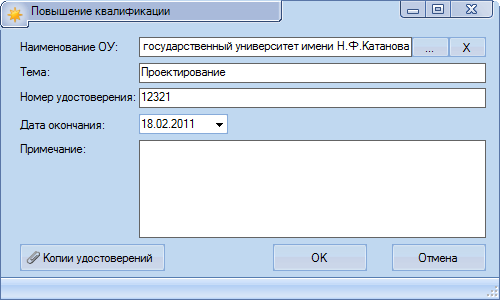 Повышение квалификации
Наименование ОУ: государственный университет имени Н.Ф.Катанова ... X
Тема: Проектирование
Номер удостоверения: 12321
Дата окончания: 18.02.2011
Примечание:
Копии удостоверений OK Отмена